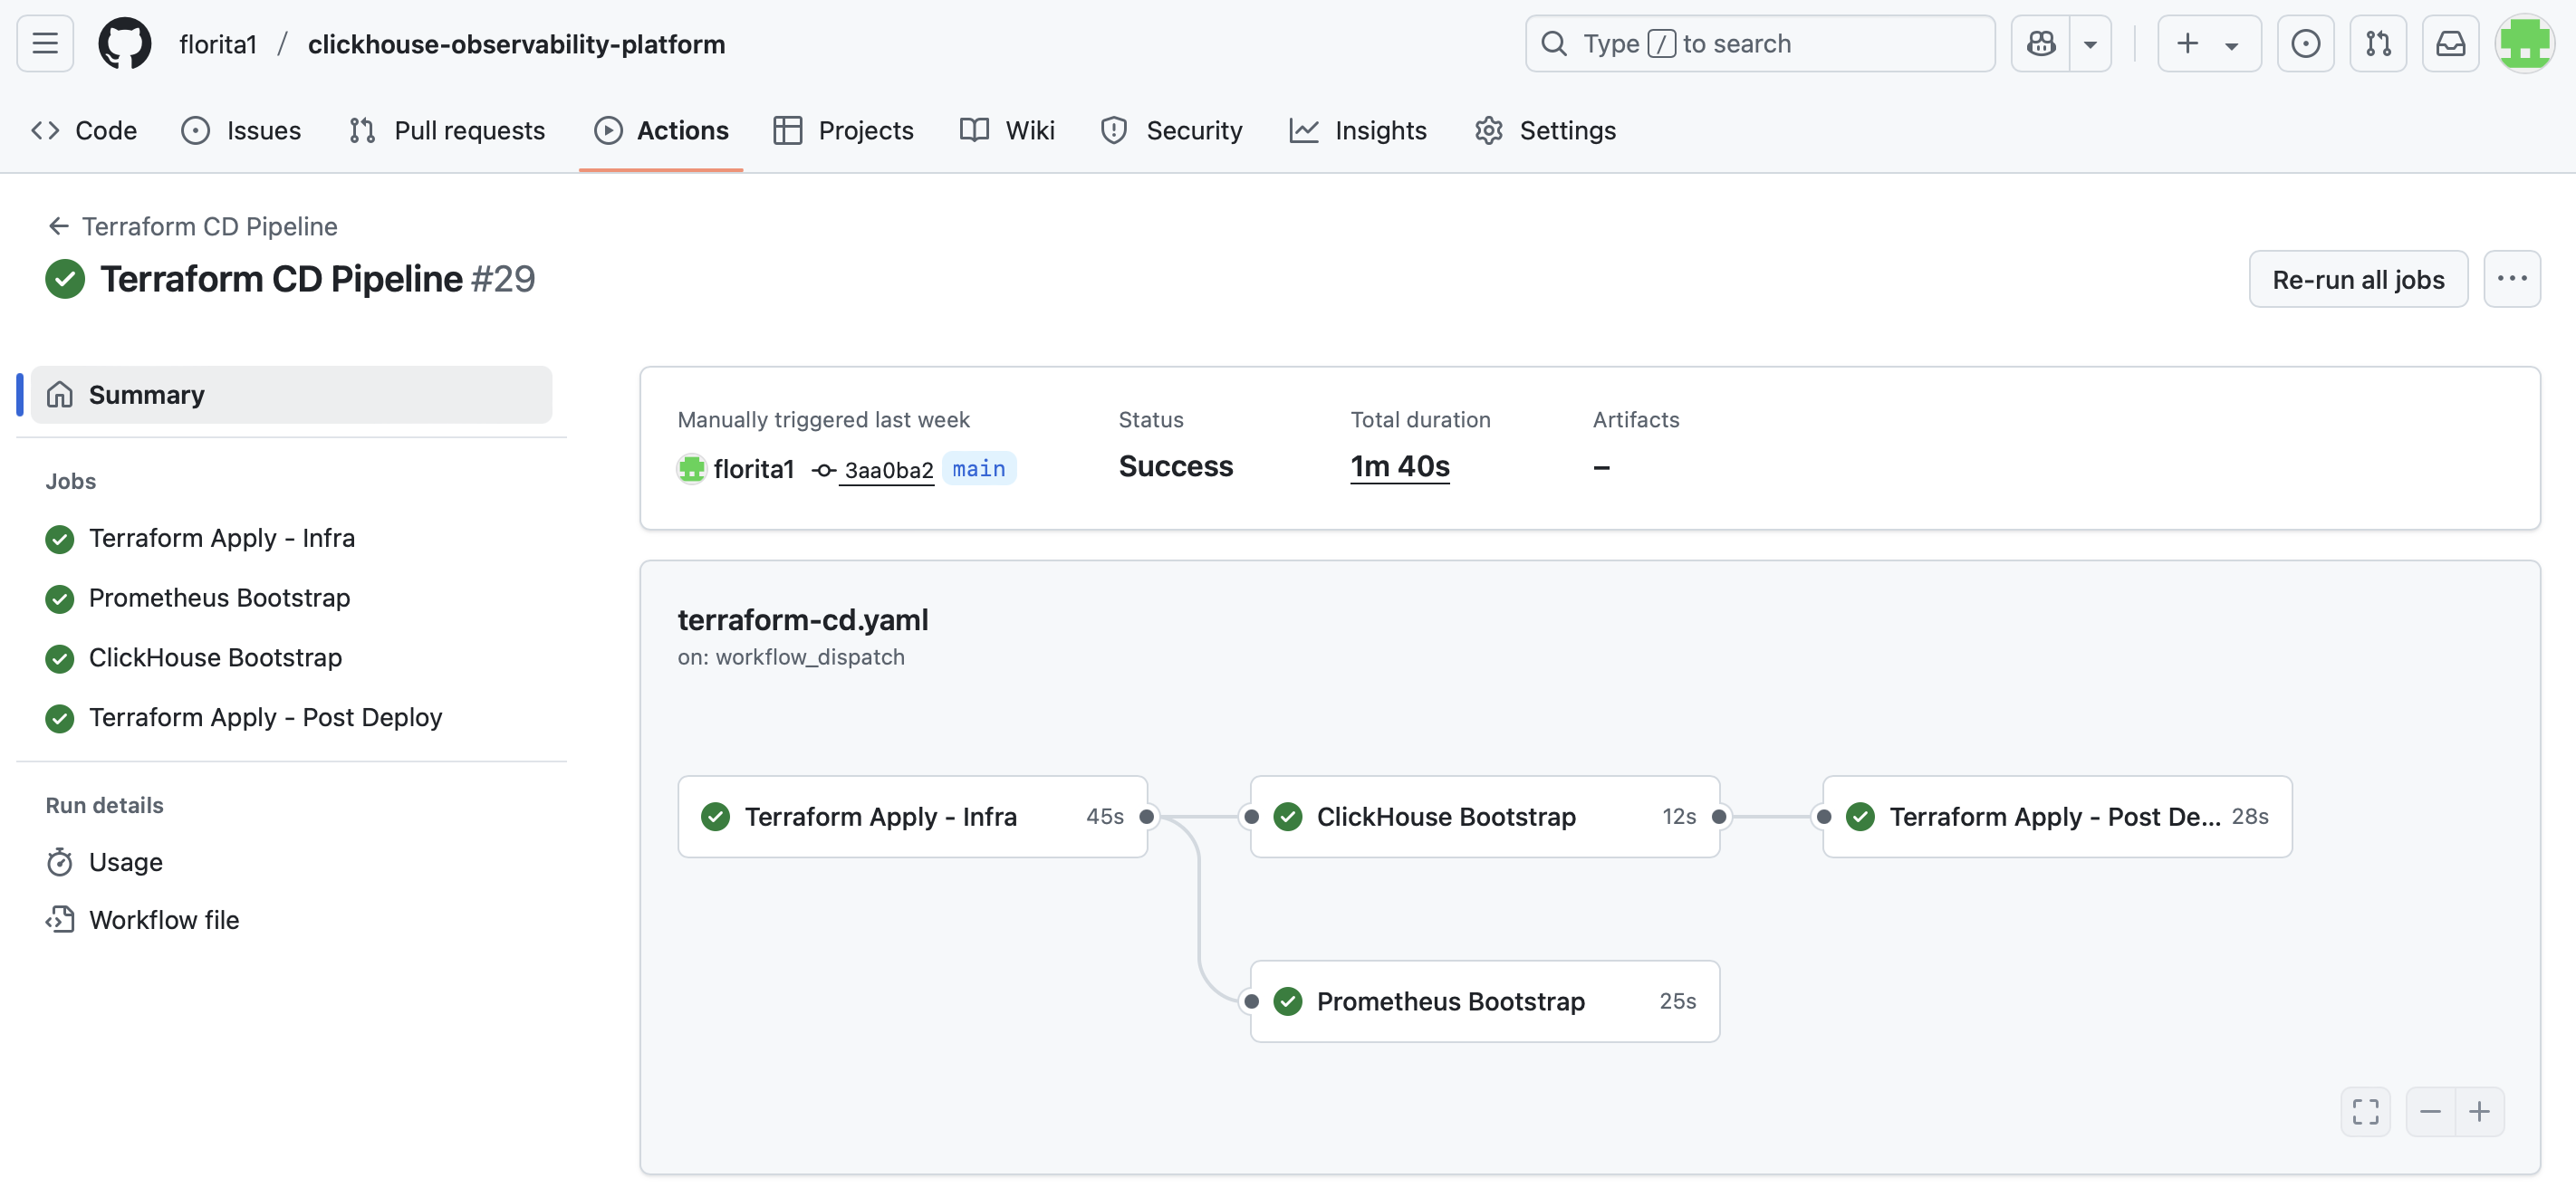 florita1 / clickhouse-observability-platform
Type / to search
Code Issues Pull requests Actions Projects Wiki Security Insights Settings
Terraform CD Pipeline
Terraform CD Pipeline #29
Re-run all jobs
Summary
Jobs
Terraform Apply - Infra
Prometheus Bootstrap
ClickHouse Bootstrap
Terraform Apply - Post Deploy
Run details
Usage
Workflow file
Manually triggered last week
florita1 3aa0ba2 main
Status
Success
Total duration
1m 40s
Artifacts
–
terraform-cd.yaml
on: workflow_dispatch
Terraform Apply - Infra 45s
ClickHouse Bootstrap 12s
Terraform Apply - Post De... 28s
Prometheus Bootstrap 25s